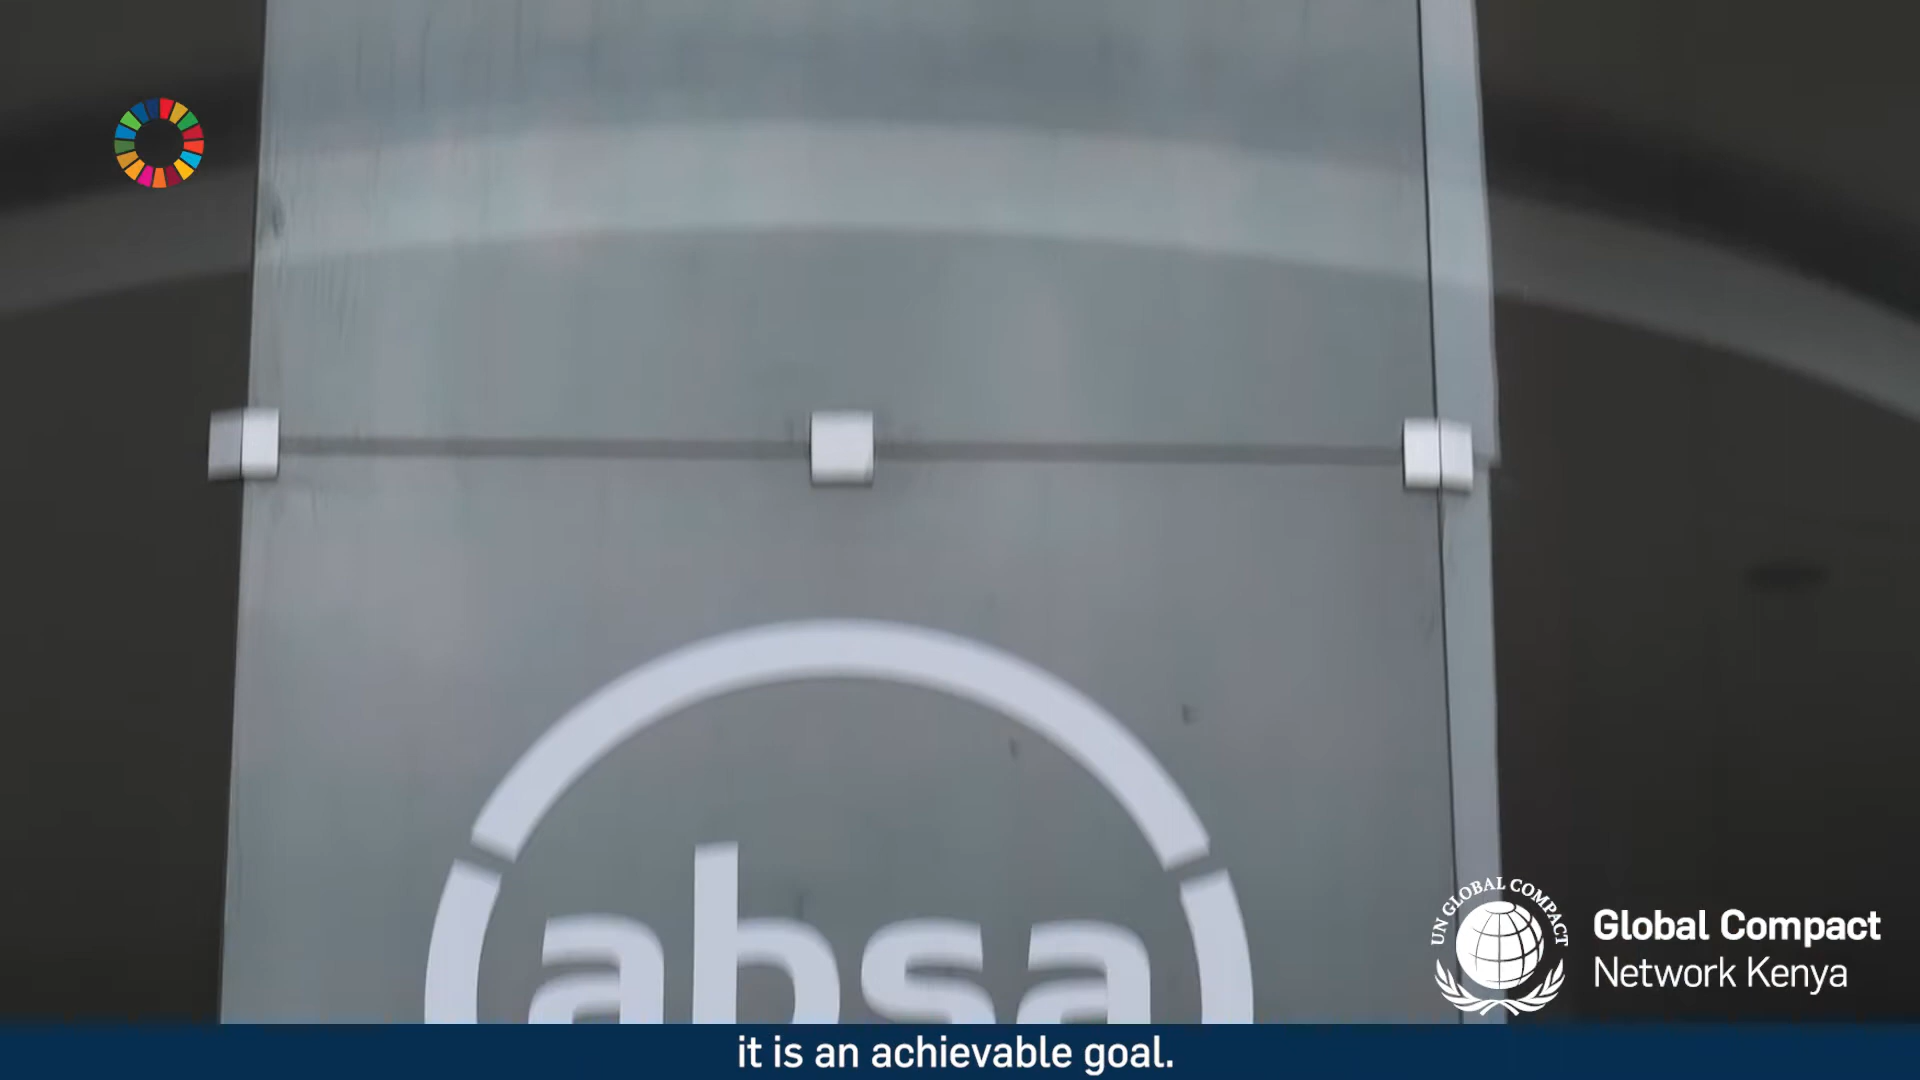 absa
UN GLOBAL COMPACT
Global Compact
Network Kenya
it is an achievable goal.